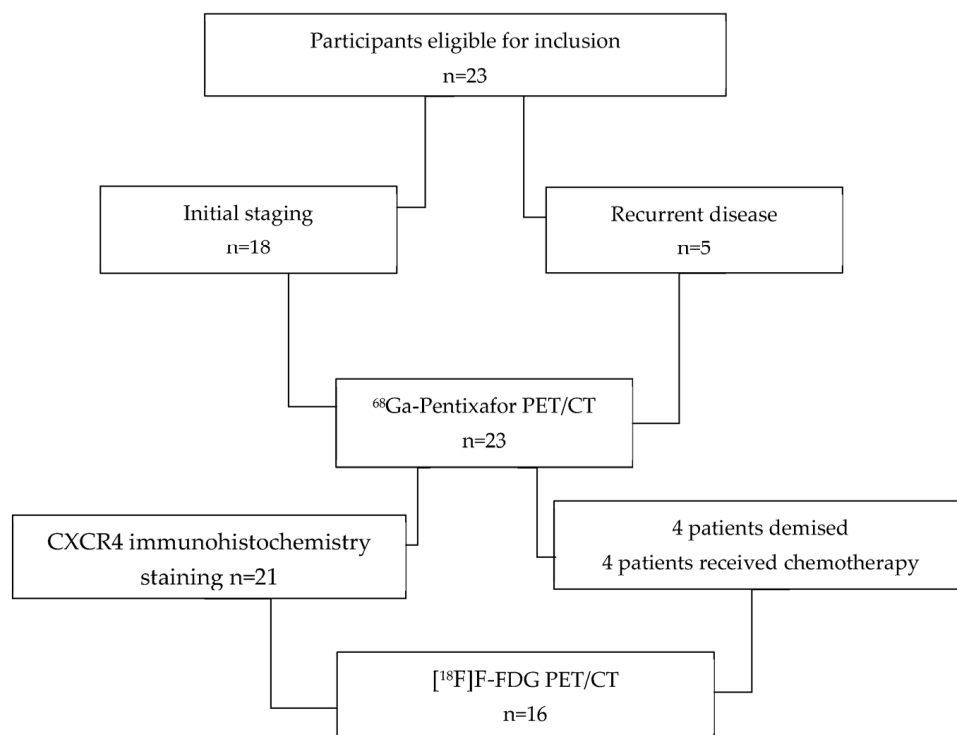 Participants eligible for inclusion
n=23
Initial staging
n=18
Recurrent disease
n=5
⁶⁸Ga-Pentixafor PET/CT
n=23
CXCR4 immunohistochemistry
staining n=21
4 patients demised
4 patients received chemotherapy
[¹⁸F]F-FDG PET/CT
n=16